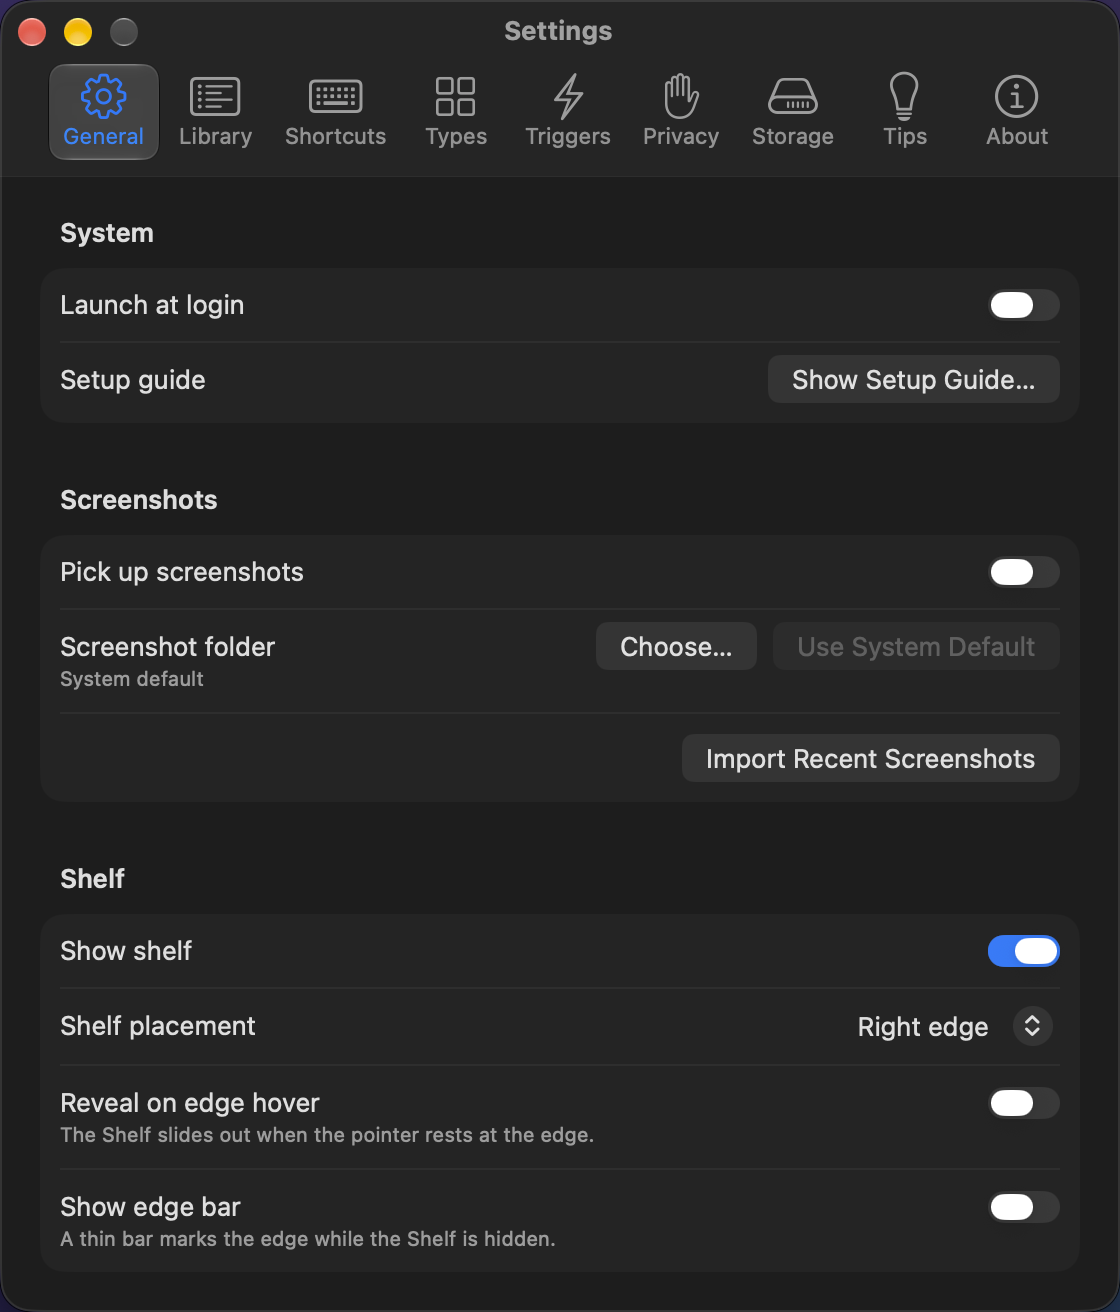 Settings
General
Library
Shortcuts
Types
Triggers
Privacy
Storage
Tips
About
System
Launch at login
Setup guide
Show Setup Guide...
Screenshots
Pick up screenshots
Screenshot folder
Choose...
Use System Default
System default
Import Recent Screenshots
Shelf
Show shelf
Shelf placement
Right edge
Reveal on edge hover
The Shelf slides out when the pointer rests at the edge.
Show edge bar
A thin bar marks the edge while the Shelf is hidden.